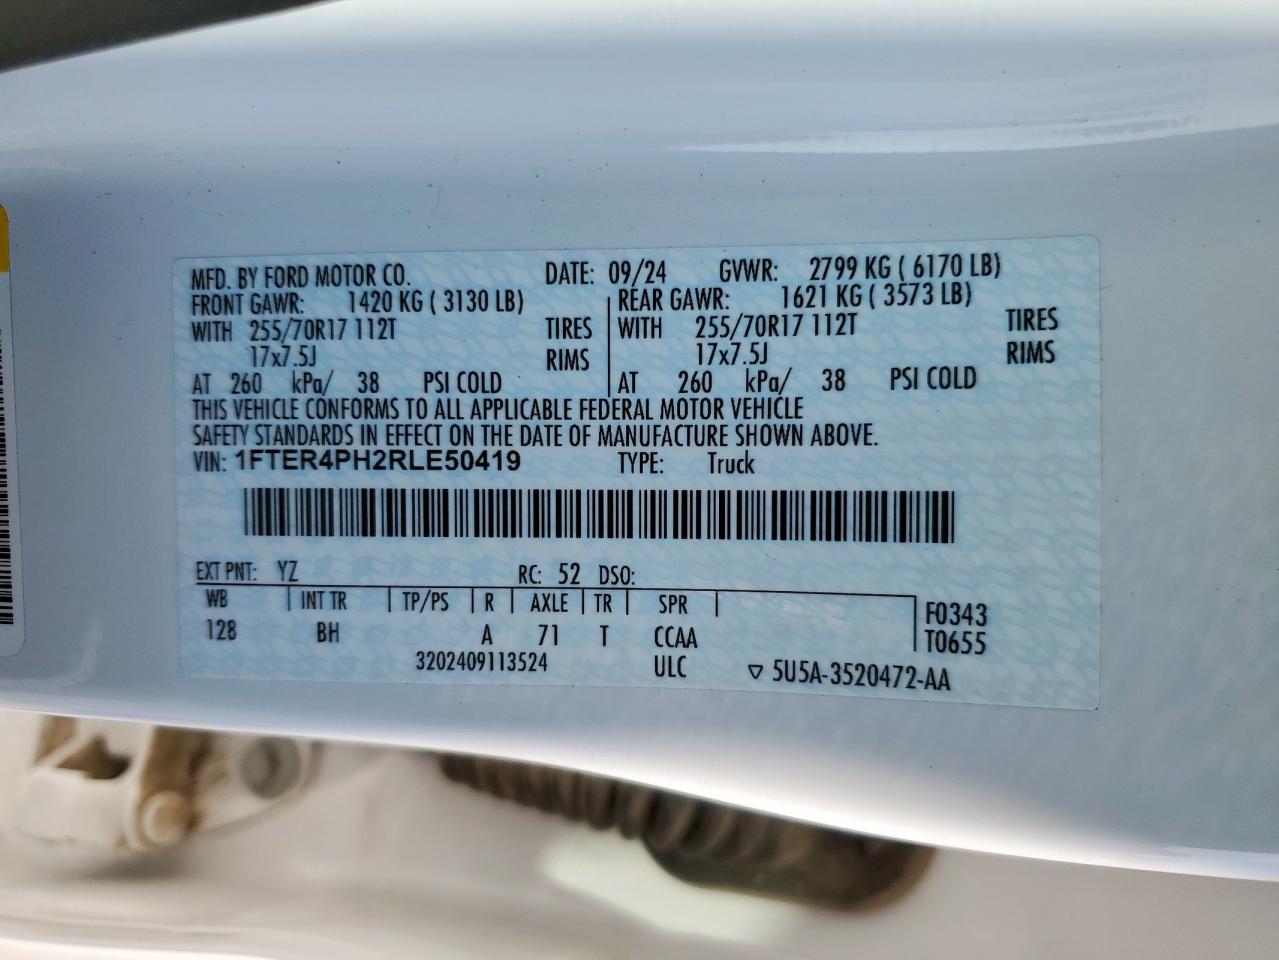 MFD. BY FORD MOTOR CO. DATE: 09/24 GVWR: 2799 KG ( 6170 LB)
FRONT GAWR: 1420 KG ( 3130 LB) REAR GAWR: 1621 KG ( 3573 LB)
WITH 255/70R17 112T TIRES WITH 255/70R17 112T TIRES
17x7.5J RIMS 17x7.5J RIMS
AT 260 kPa/ 38 PSI COLD AT 260 kPa/ 38 PSI COLD
THIS VEHICLE CONFORMS TO ALL APPLICABLE FEDERAL MOTOR VEHICLE
SAFETY STANDARDS IN EFFECT ON THE DATE OF MANUFACTURE SHOWN ABOVE.
VIN: 1FTER4PH2RLE50419 TYPE: Truck
EXT PNT: YZ RC: 52 DSO:
WB INT TR TP/PS R AXLE TR SPR F0343
128 BH A 71 T CCAA T0655
3202409113524 ULC ▽ 5U5A-3520472-AA